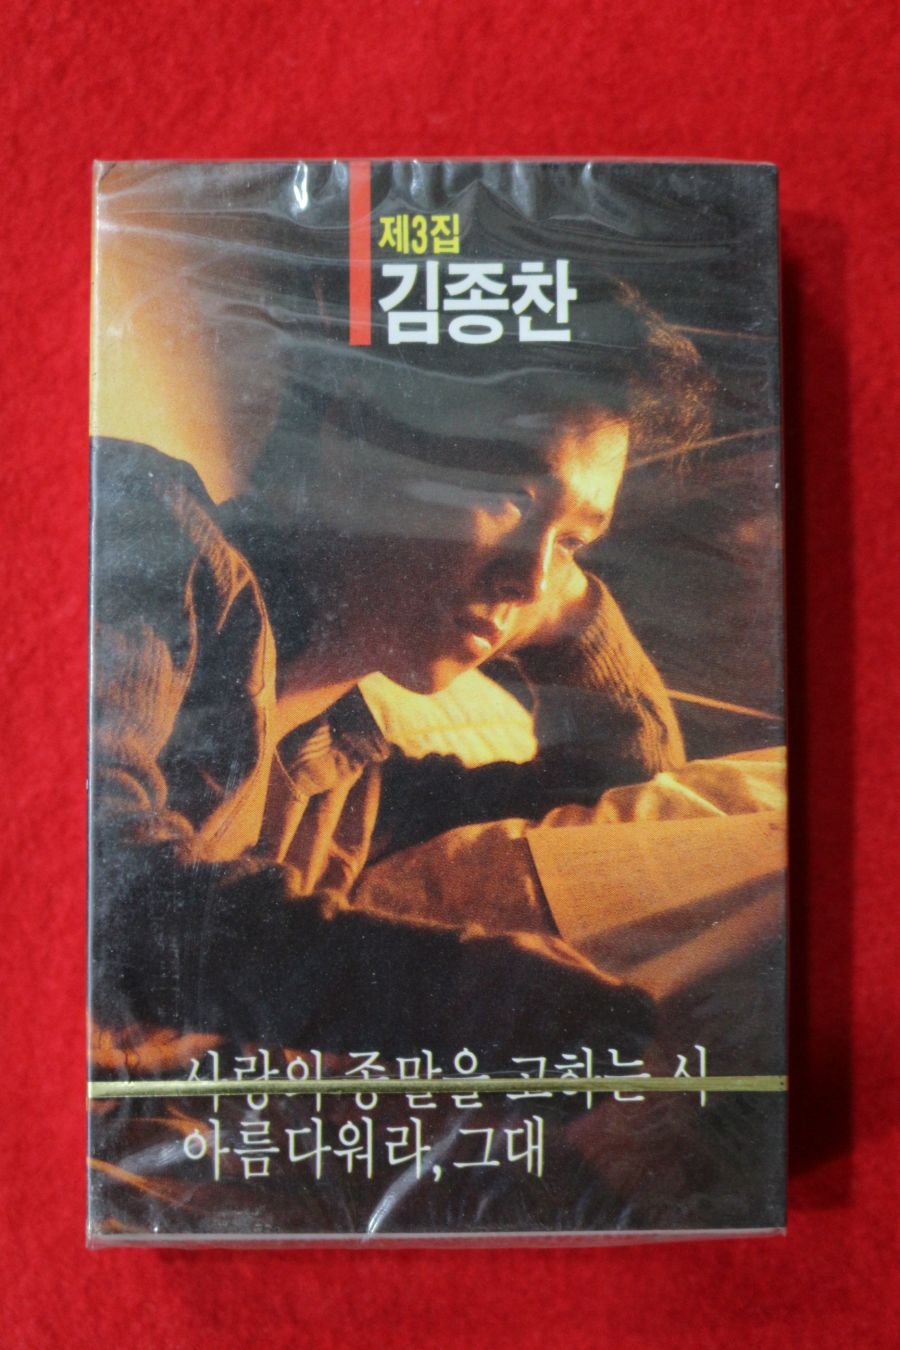 제3집
김종찬
사랑의 종말을 고하는 시
아름다워라, 그대